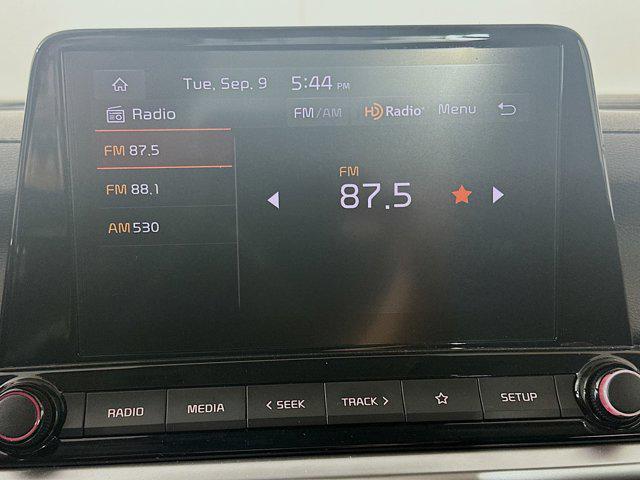 Tue, Sep. 9 5:44 PM
Radio FM/AM HD Radio Menu
FM 87.5
FM 88.1
AM 530
FM
87.5
RADIO MEDIA < SEEK TRACK > SETUP